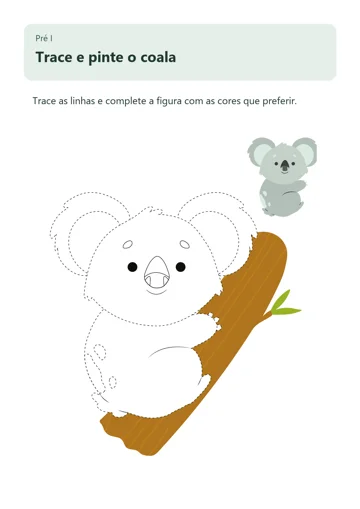 Pré I
Trace e pinte o coala
Trace as linhas e complete a figura com as cores que preferir.